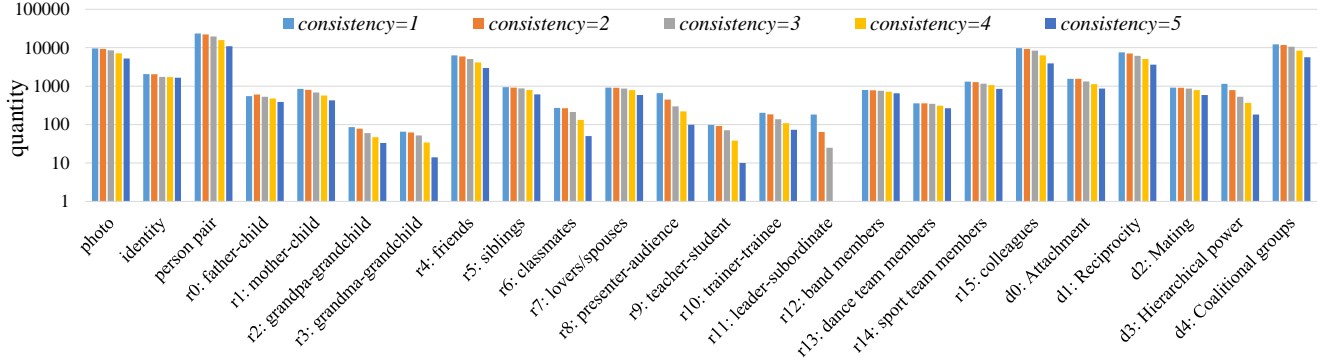 100000
consistency=1 consistency=2 consistency=3 consistency=4 consistency=5
10000
1000
100
10
1
quantity
photo
identity
person pair
r0: father-child
r1: mother-child
r2: grandpa-grandchild
r3: grandma-grandchild
r4: friends
r5: siblings
r6: classmates
r7: lovers/spouses
r8: presenter-audience
r9: teacher-student
r10: trainer-trainee
r11: leader-subordinate
r12: band members
r13: dance team members
r14: sport team members
r15: colleagues
d0: Attachment
d1: Reciprocity
d2: Mating
d3: Hierarchical power
d4: Coalitional groups